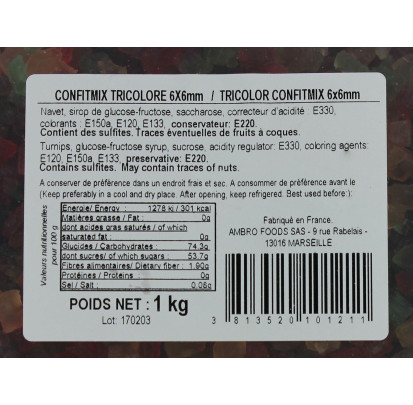 CONFITMIX TRICOLORE 6X6mm / TRICOLOR CONFITMIX 6x6mm
Navet, sirop de glucose-fructose, saccharose, correcteur d'acidité E330,
colorants : E150a, E120, E133, conservateur: E220.
Contient des sulfites. Traces éventuelles de fruits à coques.
Turnips, glucose-fructose syrup, sucrose, acidity regulator: E330, coloring agents:
E120, E150a, E133, preservative: E220.
Contains sulfites. May contain traces of nuts.
A conserver de préférence dans un endroit frais et sec. A consommer de préférence avant le
(Keep preferably in a cool and dry place. After opening, reclose. Best before):
Valeurs nutritionnelles
pour 100 g
Energie/ Energy : 1278 kj / 301 kcal
Matières grasse / Fat : 0g
dont acides gras saturés / of which
saturated fat : 0g
Glucides / Carbohydrates : 74.3g
dont sucres/ of which sugars : 53.7g
Fibres alimentaires/ Dietary fiber : 1.90g
Protéines / Proteins : 0g
Sel / Salt : 0.08g
Fabriqué en France.
AMBRO FOODS SAS - 9 rue Rabelais -
13016 MARSEILLE
POIDS NET : 1 kg
Lot: 170203
3 813520 101211